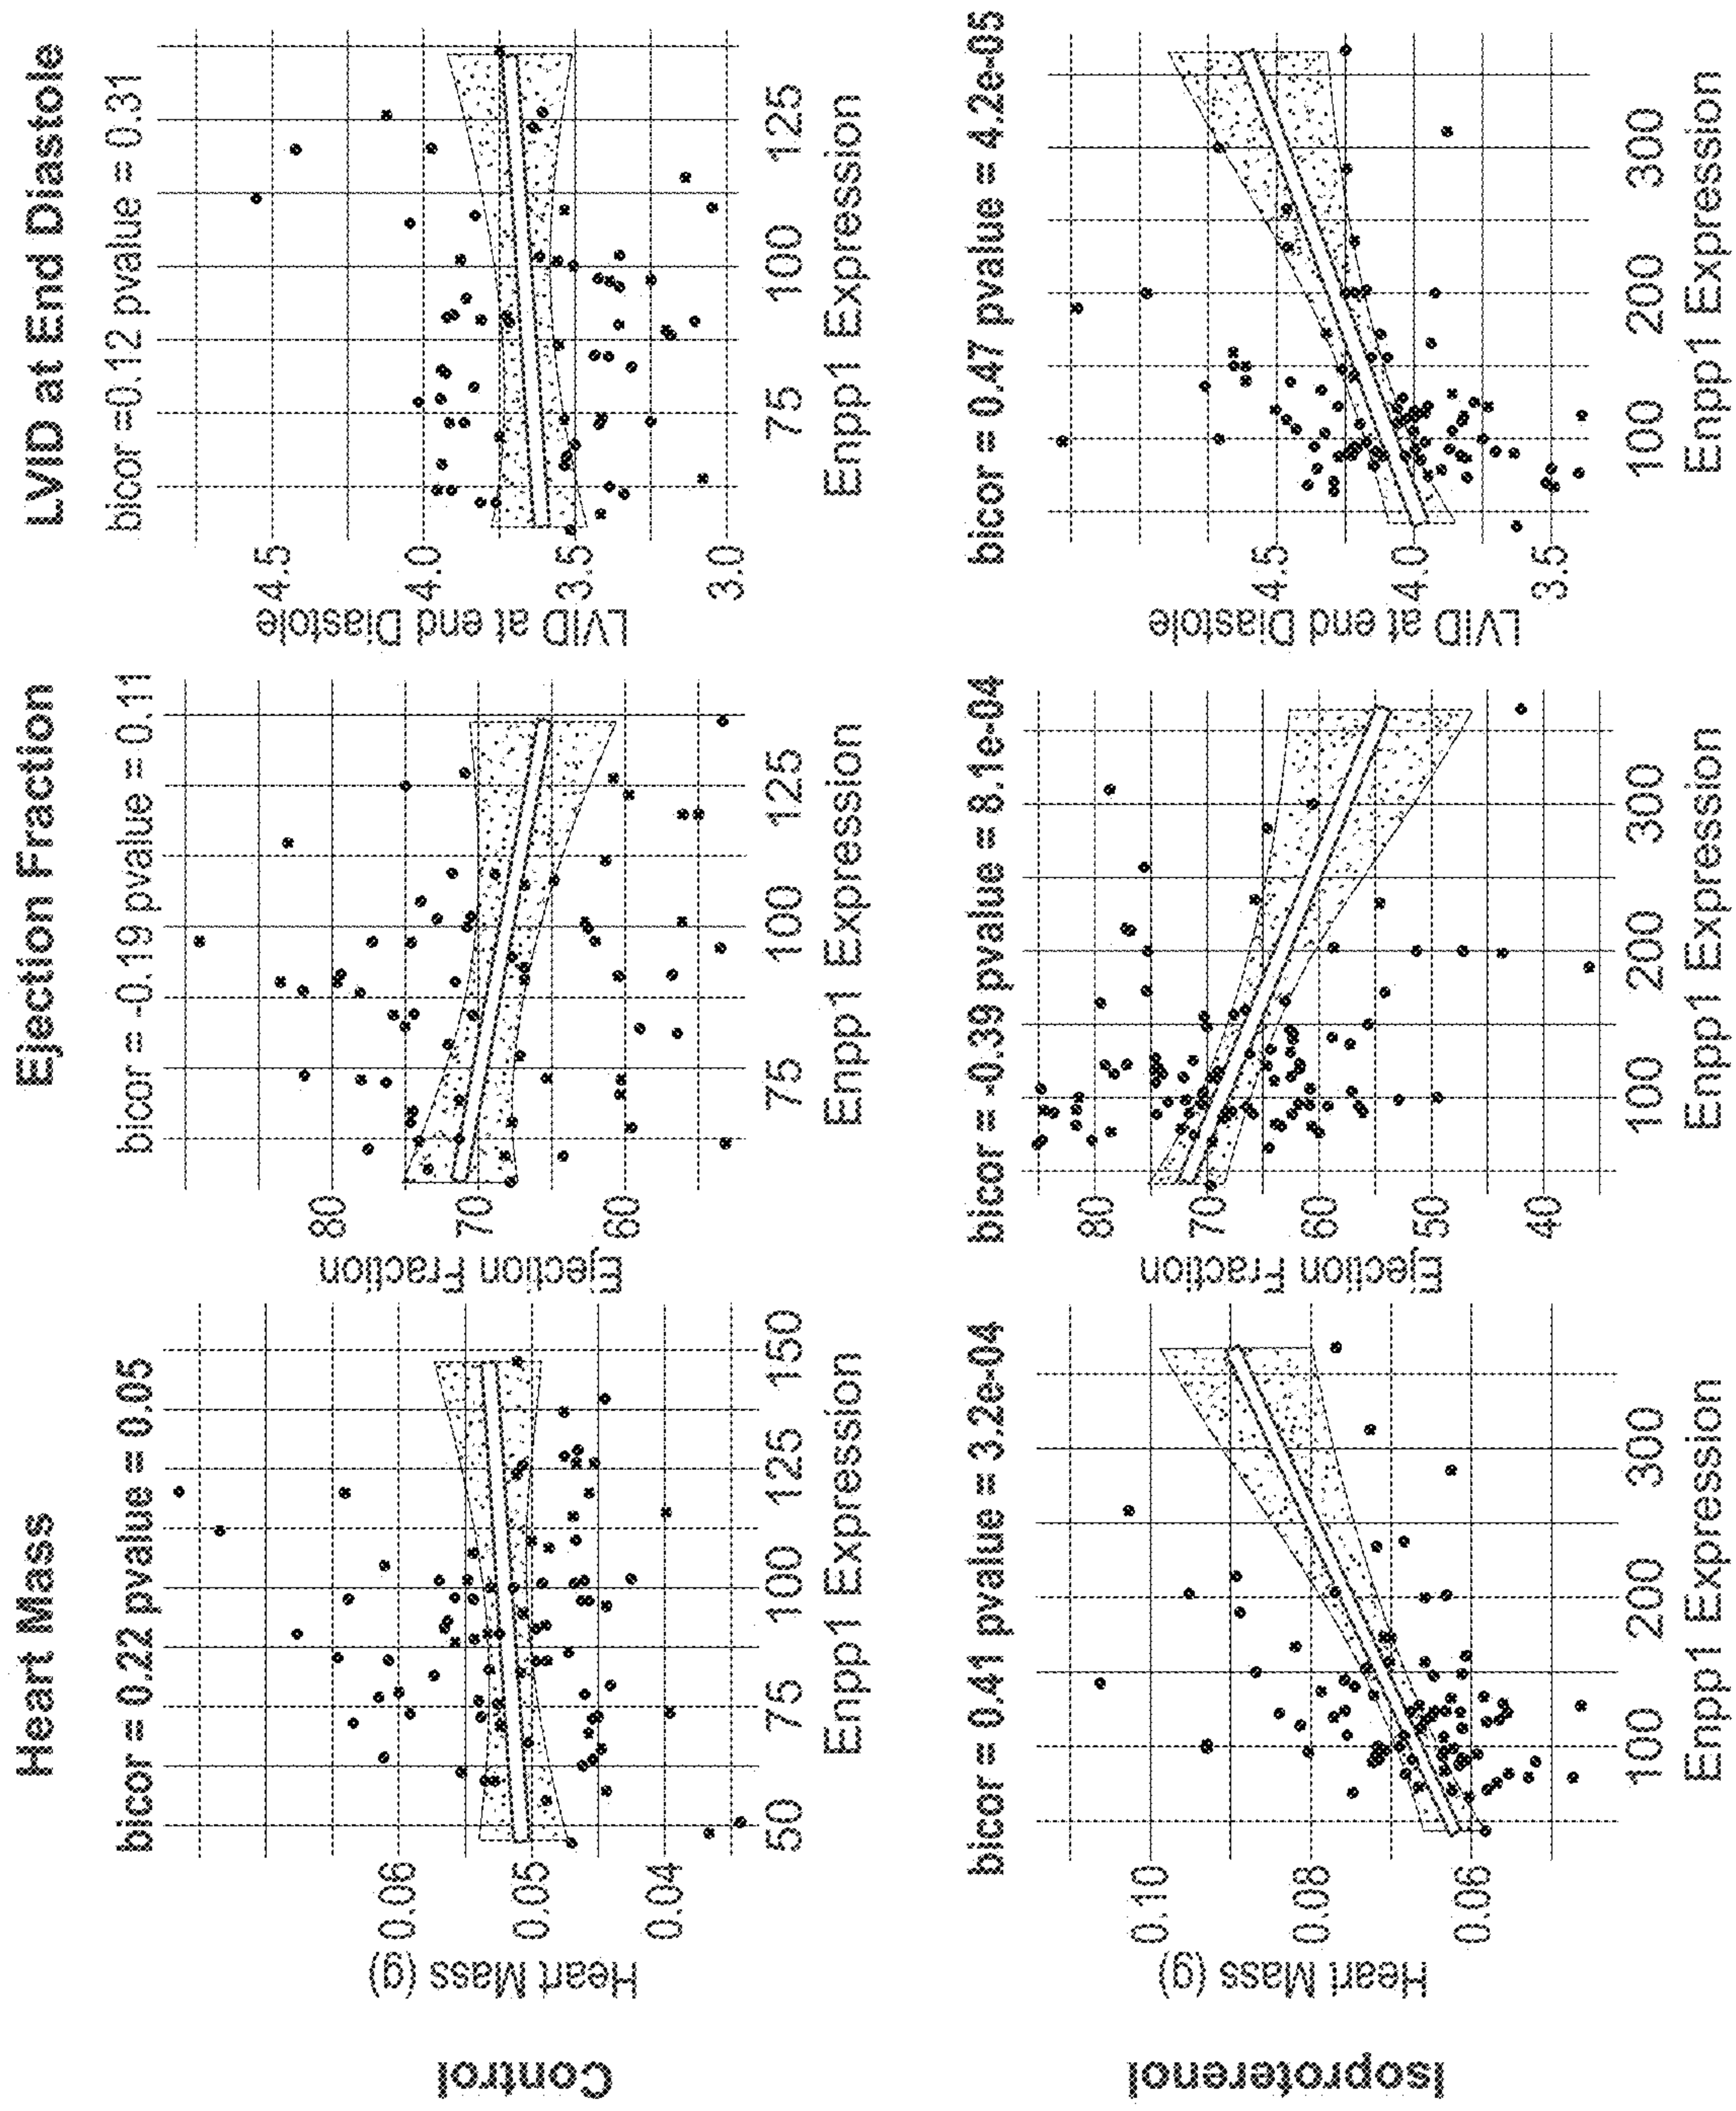 Heart Mass
Ejection Fraction
LVID at End Diastole
Control
bicor = 0.22 pvalue = 0.05
Heart Mass (g)
0.06
0.05
0.04
50 75 100 125 150
Enpp1 Expression
bicor = -0.19 pvalue = 0.11
Ejection Fraction
80
70
60
75 100 125
Enpp1 Expression
bicor =0.12 pvalue = 0.31
LVID at end Diastole
4.5
4.0
3.5
3.0
75 100 125
Enpp1 Expression
Isoproterenol
bicor = 0.41 pvalue = 3.2e-04
Heart Mass (g)
0.10
0.08
0.06
100 200 300
Enpp1 Expression
bicor = -0.39 pvalue = 8.1e-04
Ejection Fraction
80
70
60
50
40
100 200 300
Enpp1 Expression
bicor = 0.47 pvalue = 4.2e-05
LVID at end Diastole
4.5
4.0
3.5
100 200 300
Enpp1 Expression